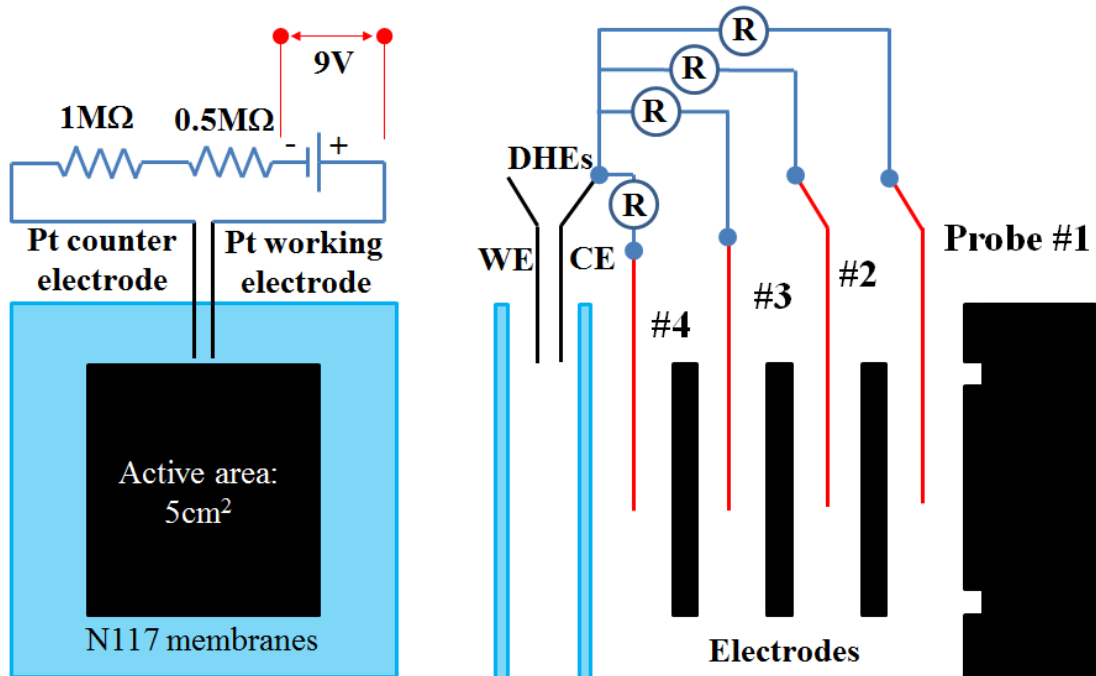 9V
1MΩ
0.5MΩ
- +
Pt counter
electrode
Pt working
electrode
Active area:
5cm²
N117 membranes
R
R
R
R
DHEs
WE
CE
Probe #1
#2
#3
#4
Electrodes